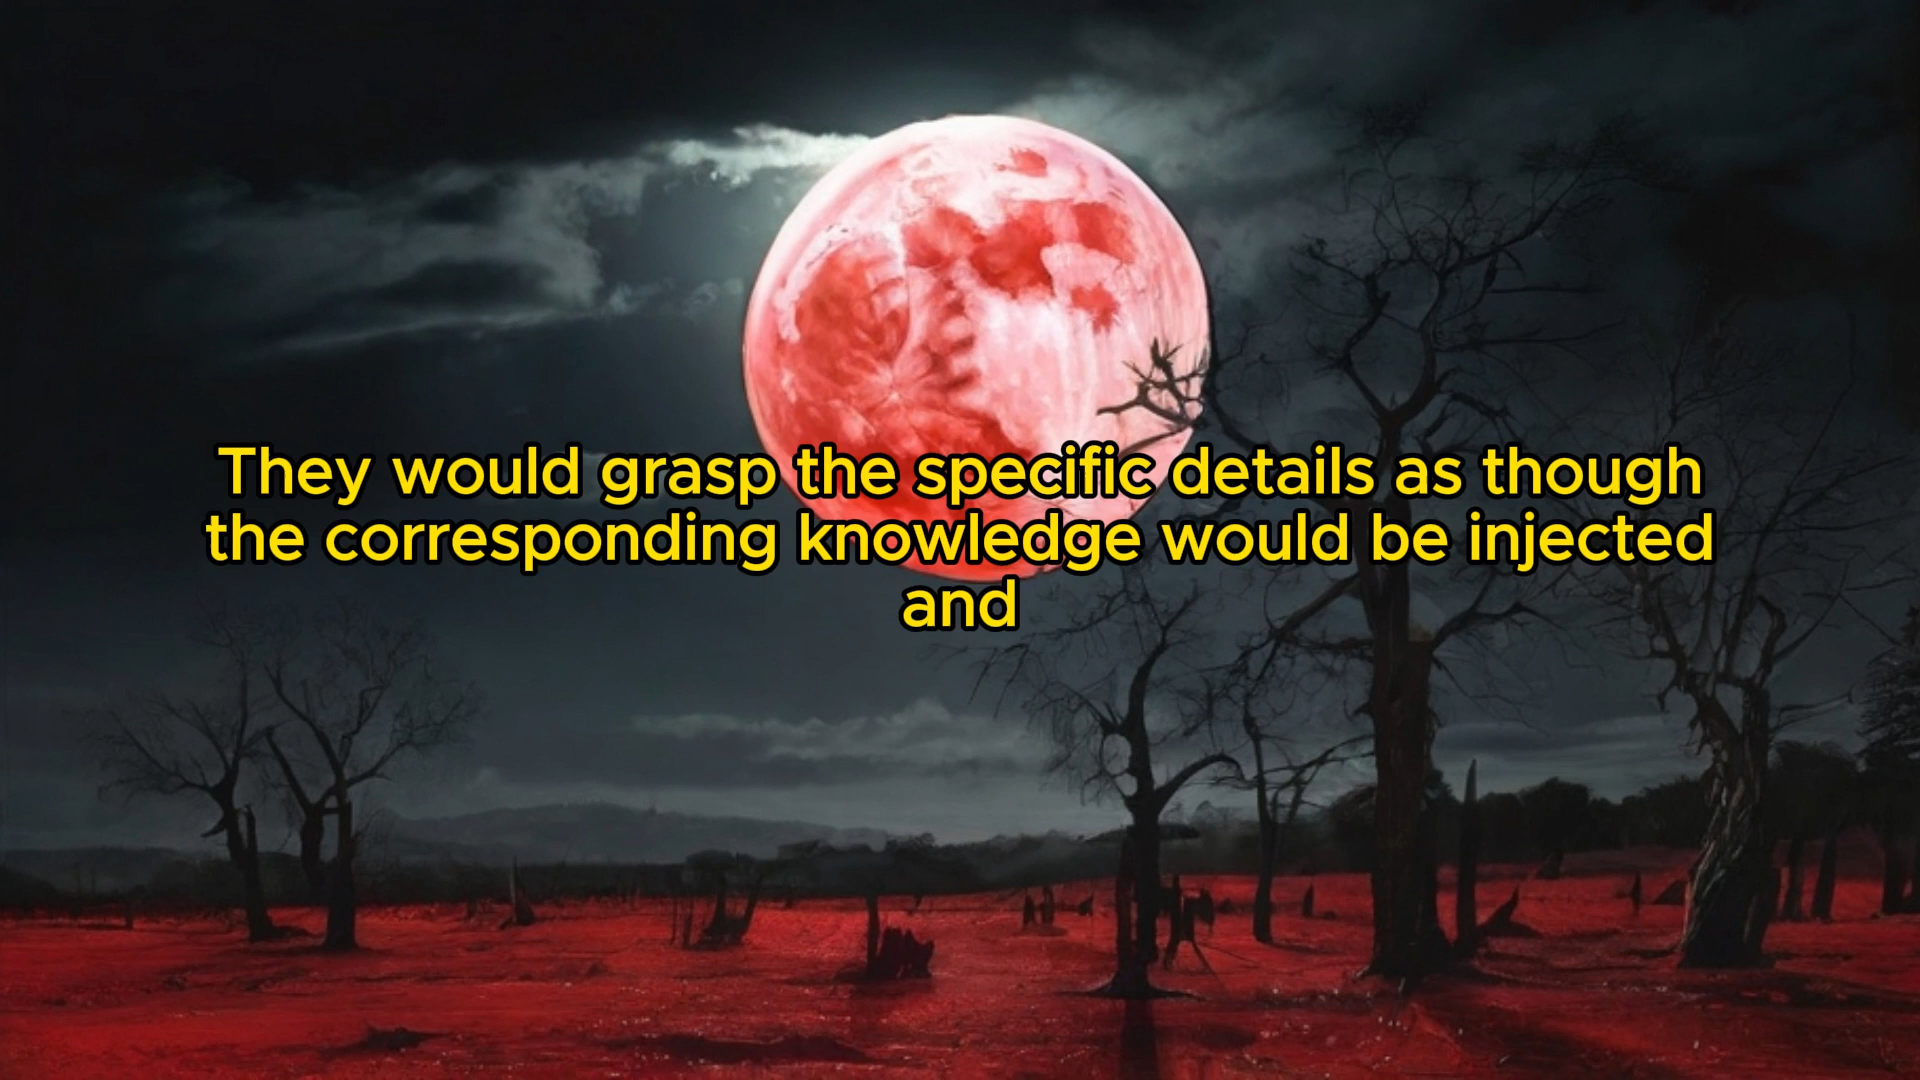 They would grasp the specific details as though
the corresponding knowledge would be injected
and